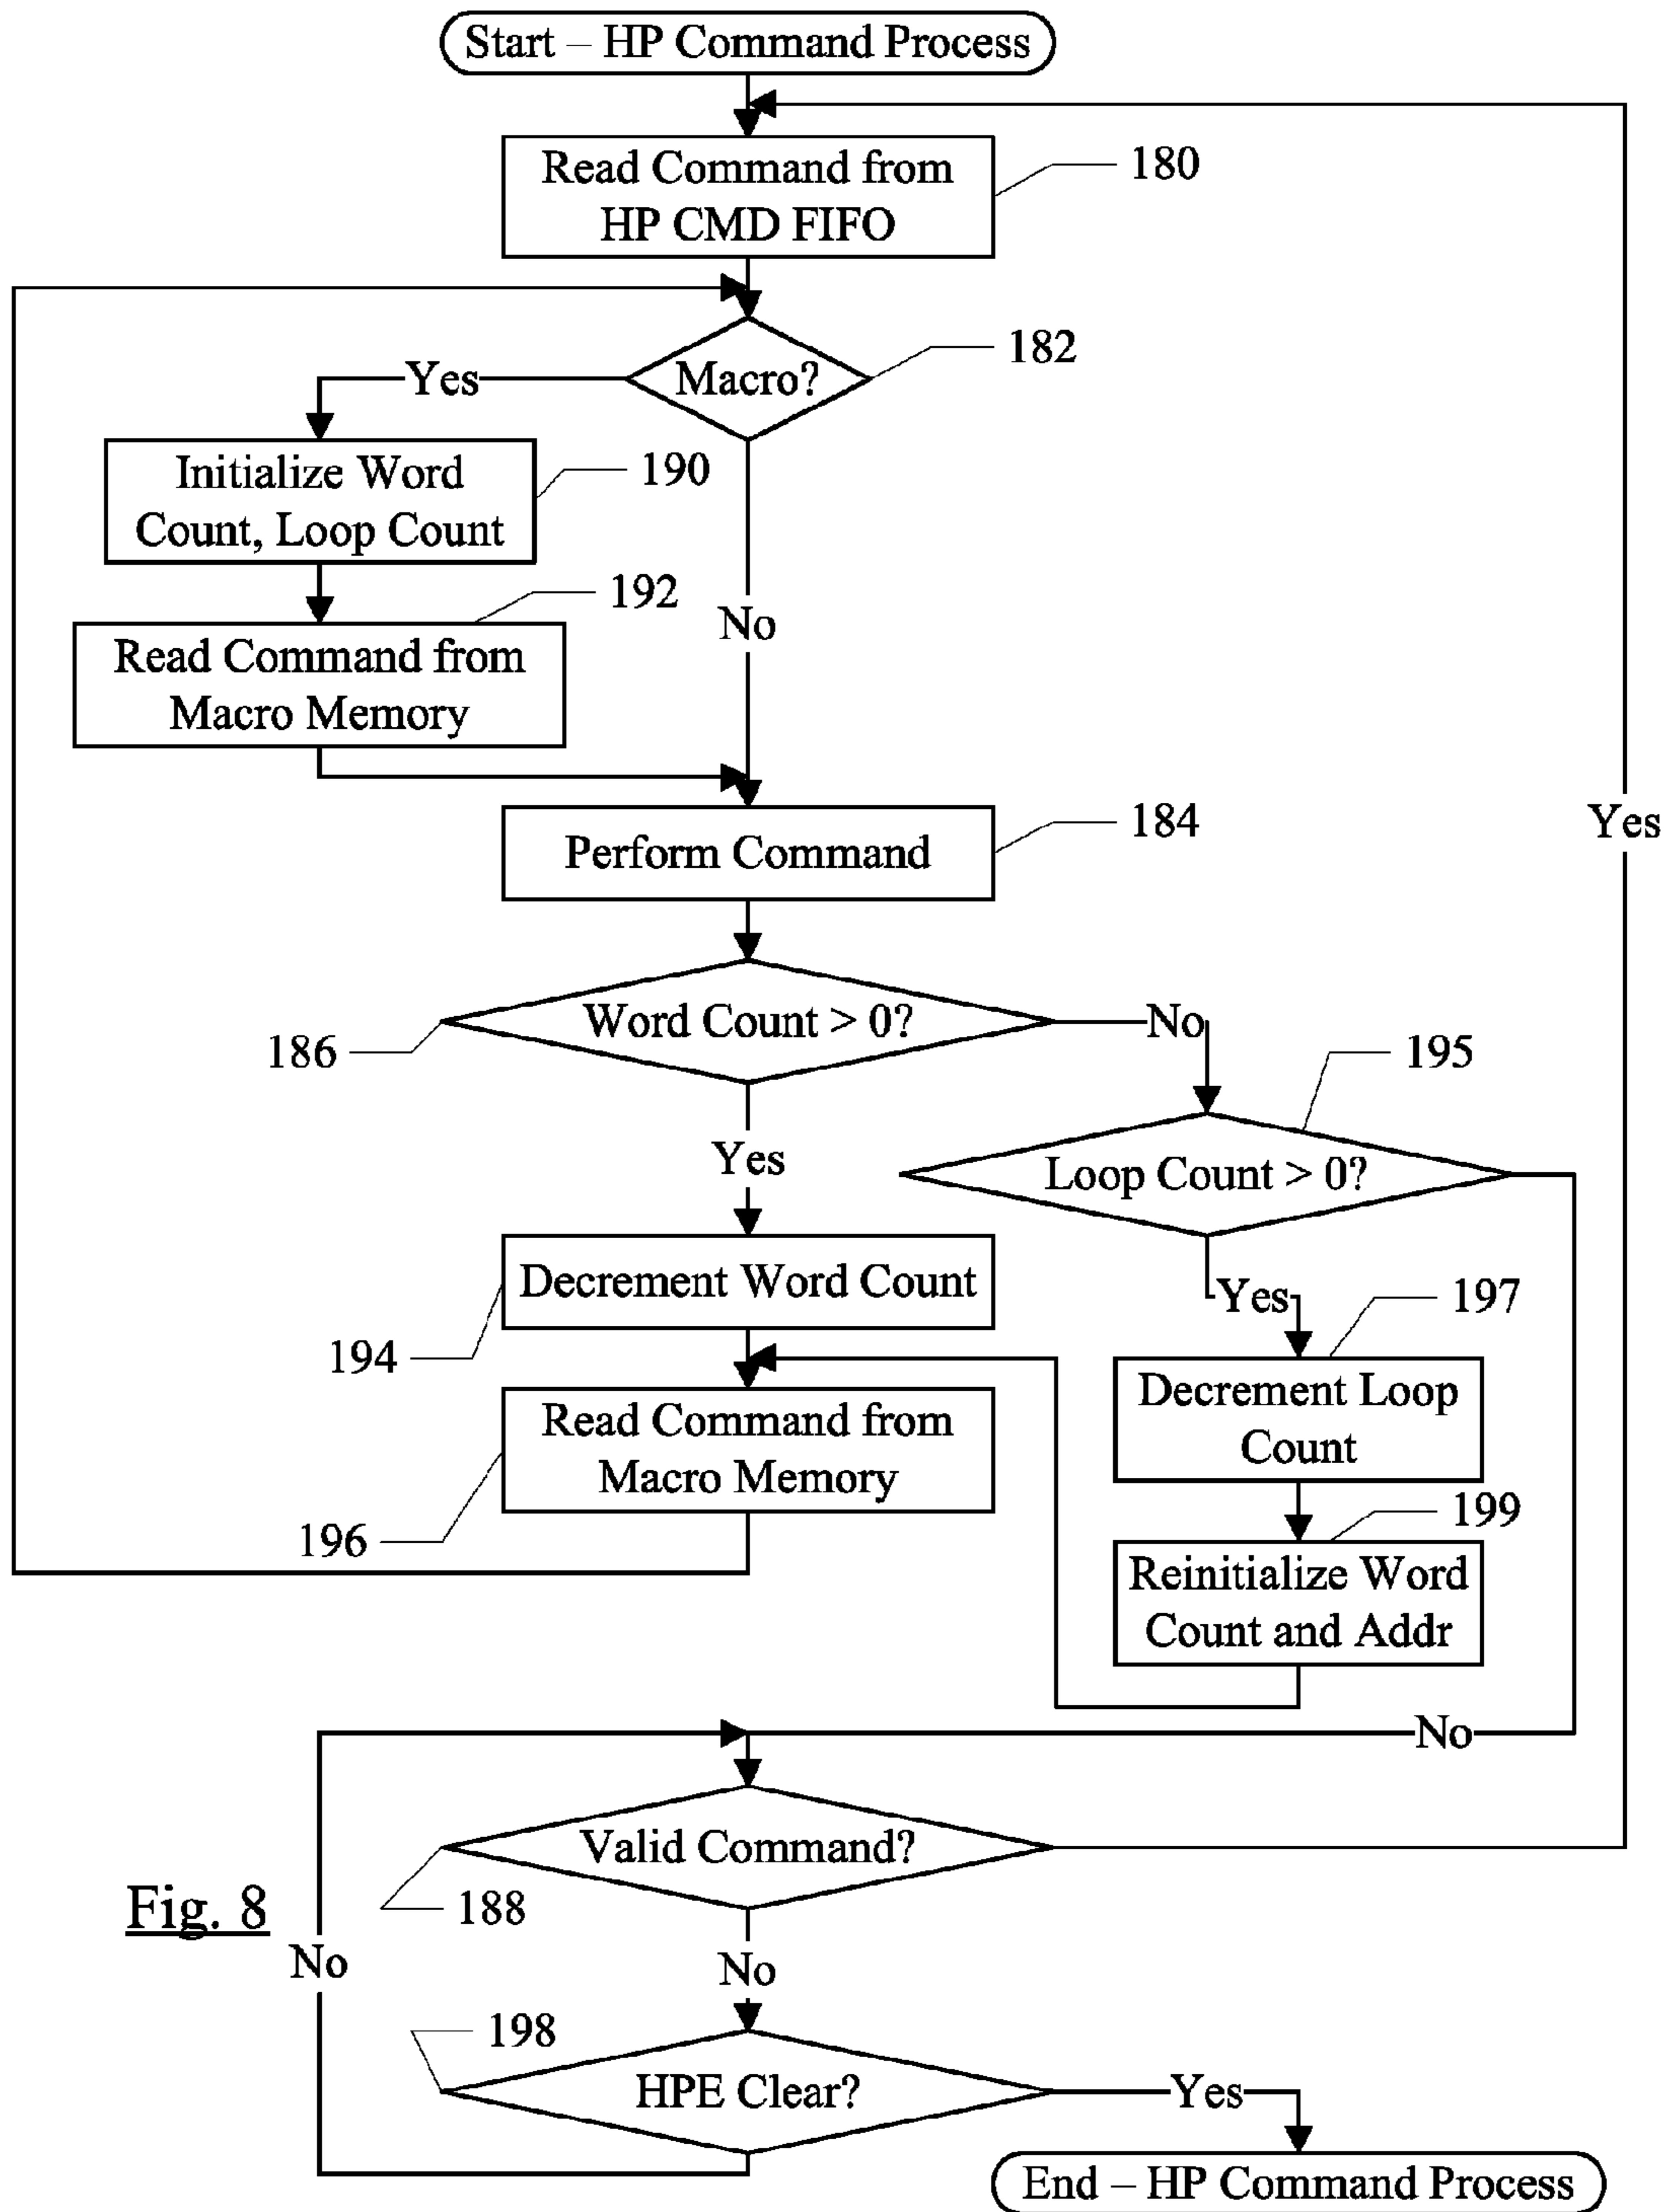 Start – HP Command Process
Read Command from
HP CMD FIFO
180
Macro?
182
Yes
Initialize Word
Count, Loop Count
190
192
Read Command from
Macro Memory
No
Perform Command
184
Yes
Word Count > 0?
186
No
195
Yes
Loop Count > 0?
Decrement Word Count
194
Yes
197
Decrement Loop
Count
Read Command from
Macro Memory
196
199
Reinitialize Word
Count and Addr
No
Valid Command?
188
Fig. 8
No
No
198
HPE Clear?
Yes
End – HP Command Process